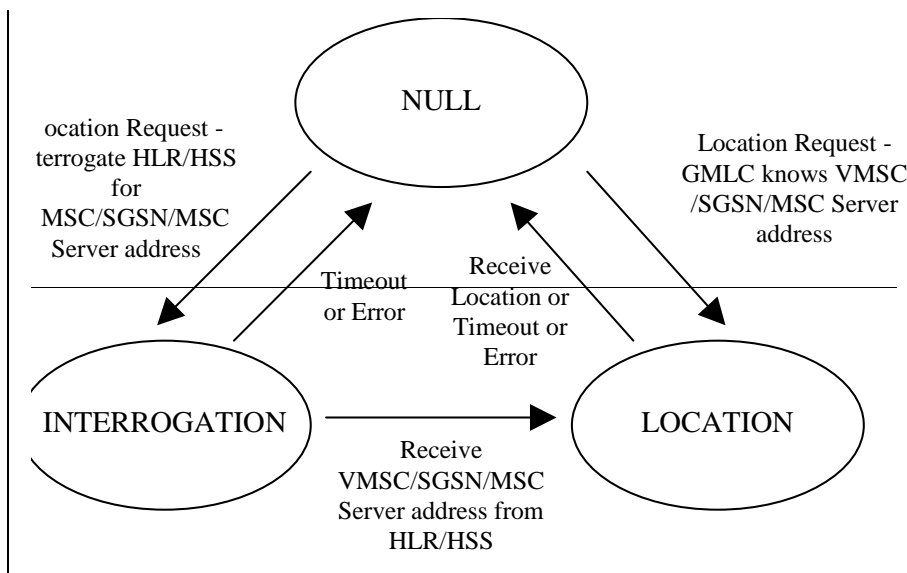 NULL
ocation Request -
terrogate HLR/HSS
for
MSC/SGSN/MSC
Server address
Location Request -
GMLC knows VMSC
/SGSN/MSC Server
address
Timeout
or Error
Receive
Location or
Timeout or
Error
INTERROGATION
LOCATION
Receive
VMSC/SGSN/MSC
Server address from
HLR/HSS